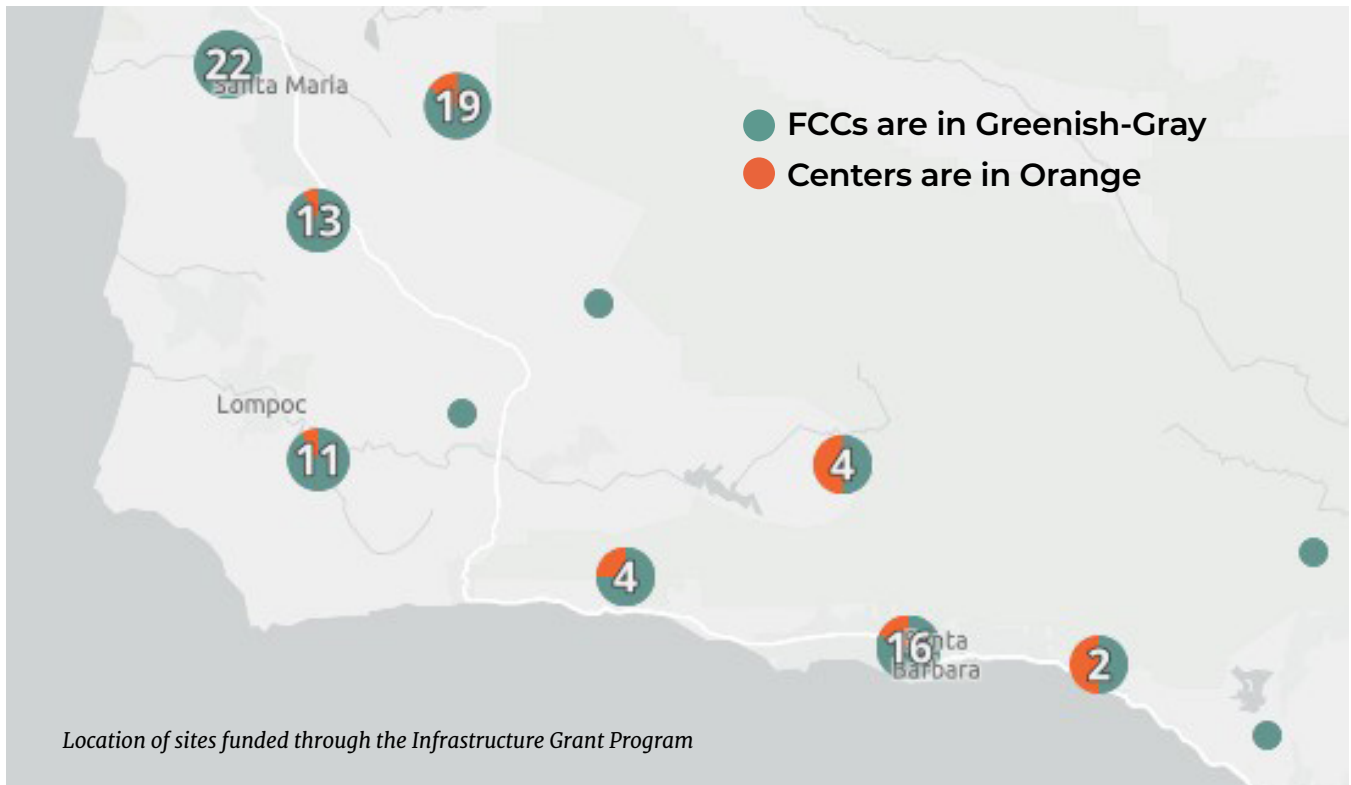 22
Santa Maria
19
FCCs are in Greenish-Gray
Centers are in Orange
13
Lompoc
11
4
4
16
Santa
Barbara
2
Location of sites funded through the Infrastructure Grant Program